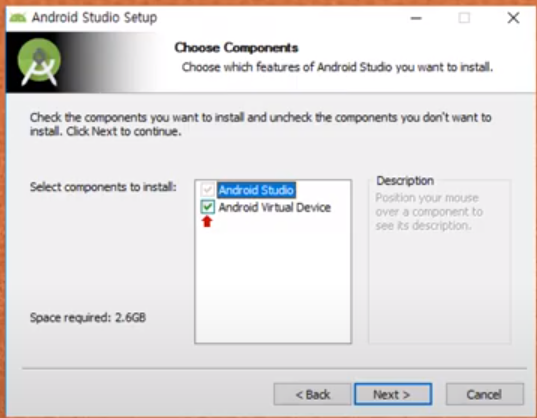 Android Studio Setup
Choose Components
Choose which features of Android Studio you want to install.
Check the components you want to install and uncheck the components you don't want to
install. Click Next to continue.
Select components to install:
Android Studio
Android Virtual Device
Description
Position your mouse
over a component to
see its description.
Space required: 2.6GB
< Back
Next >
Cancel